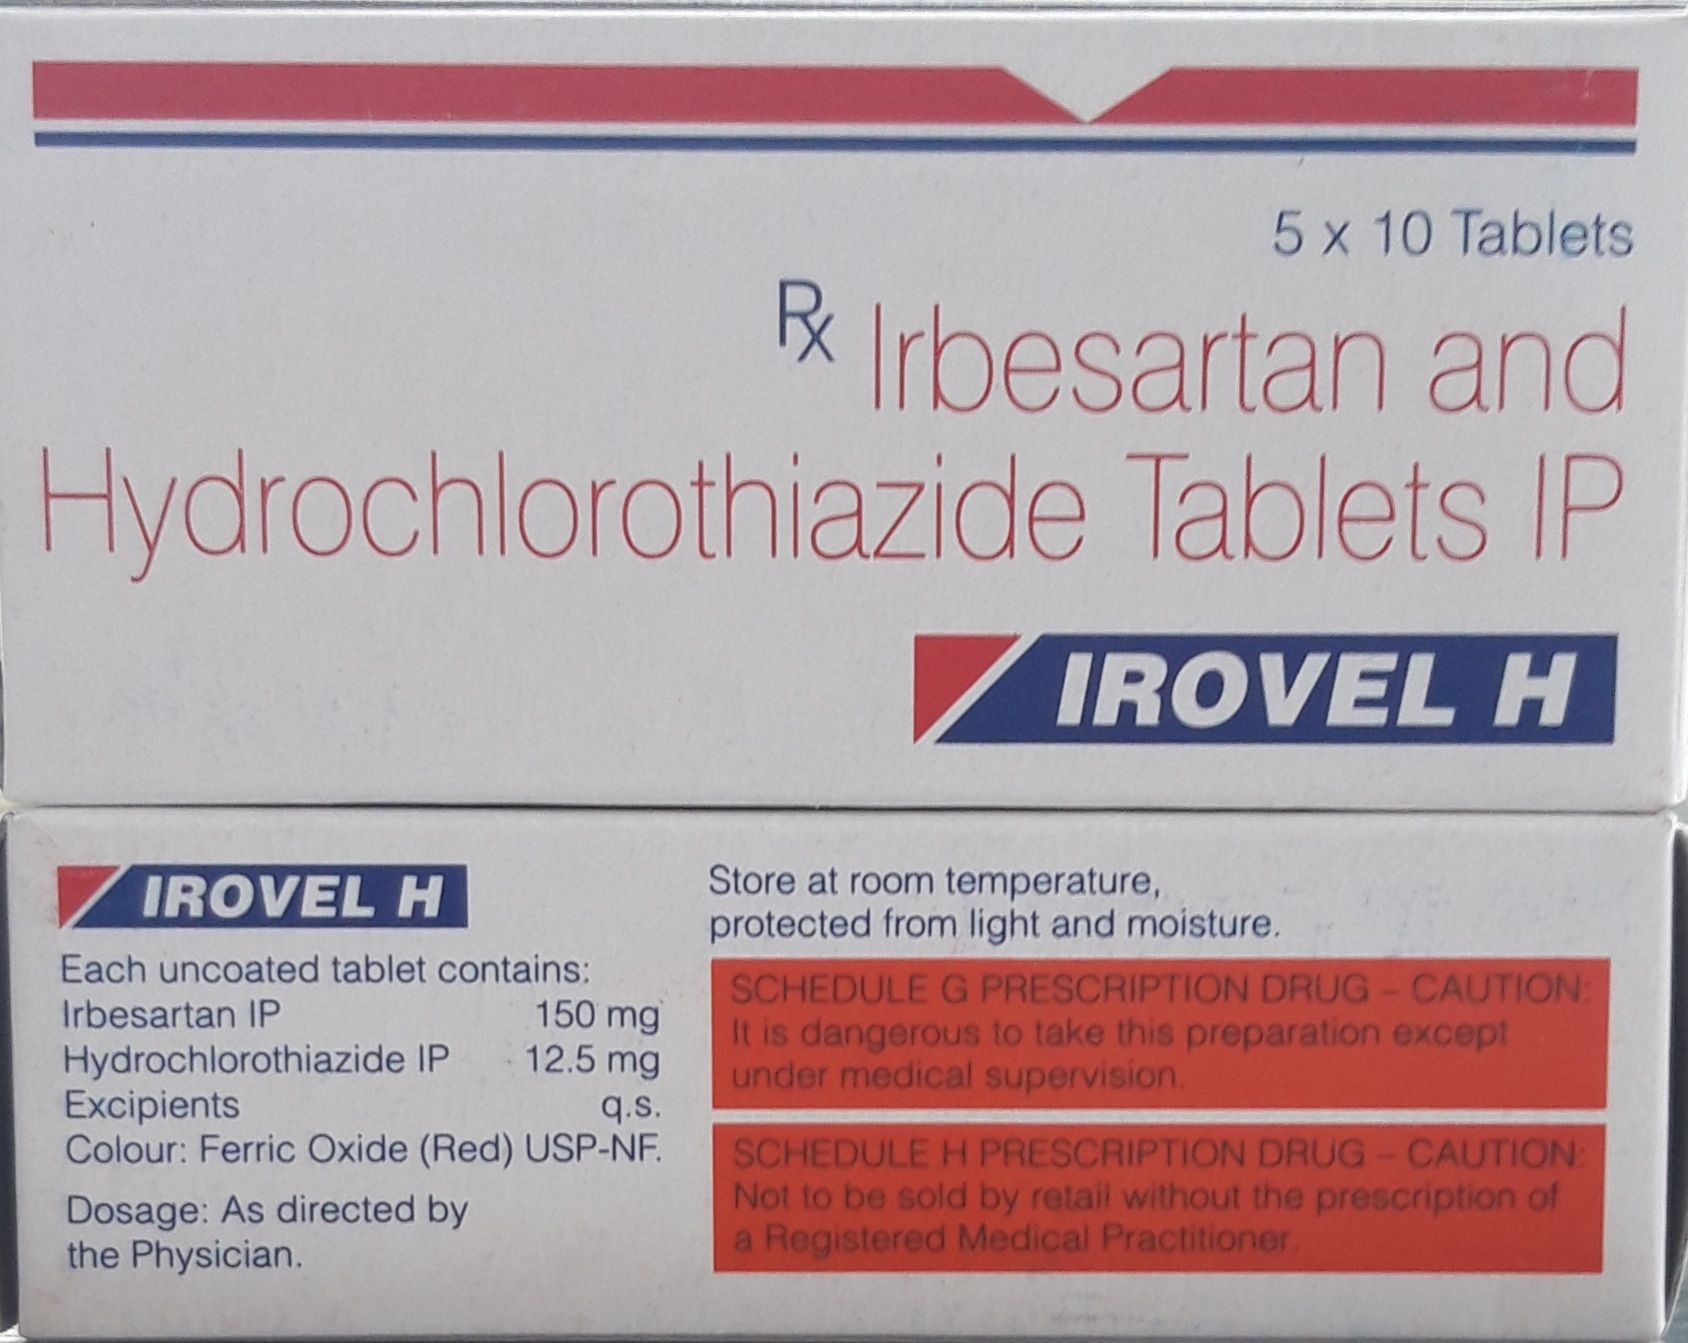 5 x 10 Tablets
Rx Irbesartan and
Hydrochlorothiazide Tablets IP
IROVEL H
IROVEL H
Each uncoated tablet contains:
Irbesartan IP 150 mg
Hydrochlorothiazide IP 12.5 mg
Excipients q.s.
Colour: Ferric Oxide (Red) USP-NF.
Dosage: As directed by
the Physician.
Store at room temperature,
protected from light and moisture.
SCHEDULE G PRESCRIPTION DRUG – CAUTION:
It is dangerous to take this preparation except
under medical supervision.
SCHEDULE H PRESCRIPTION DRUG – CAUTION:
Not to be sold by retail without the prescription of
a Registered Medical Practitioner.